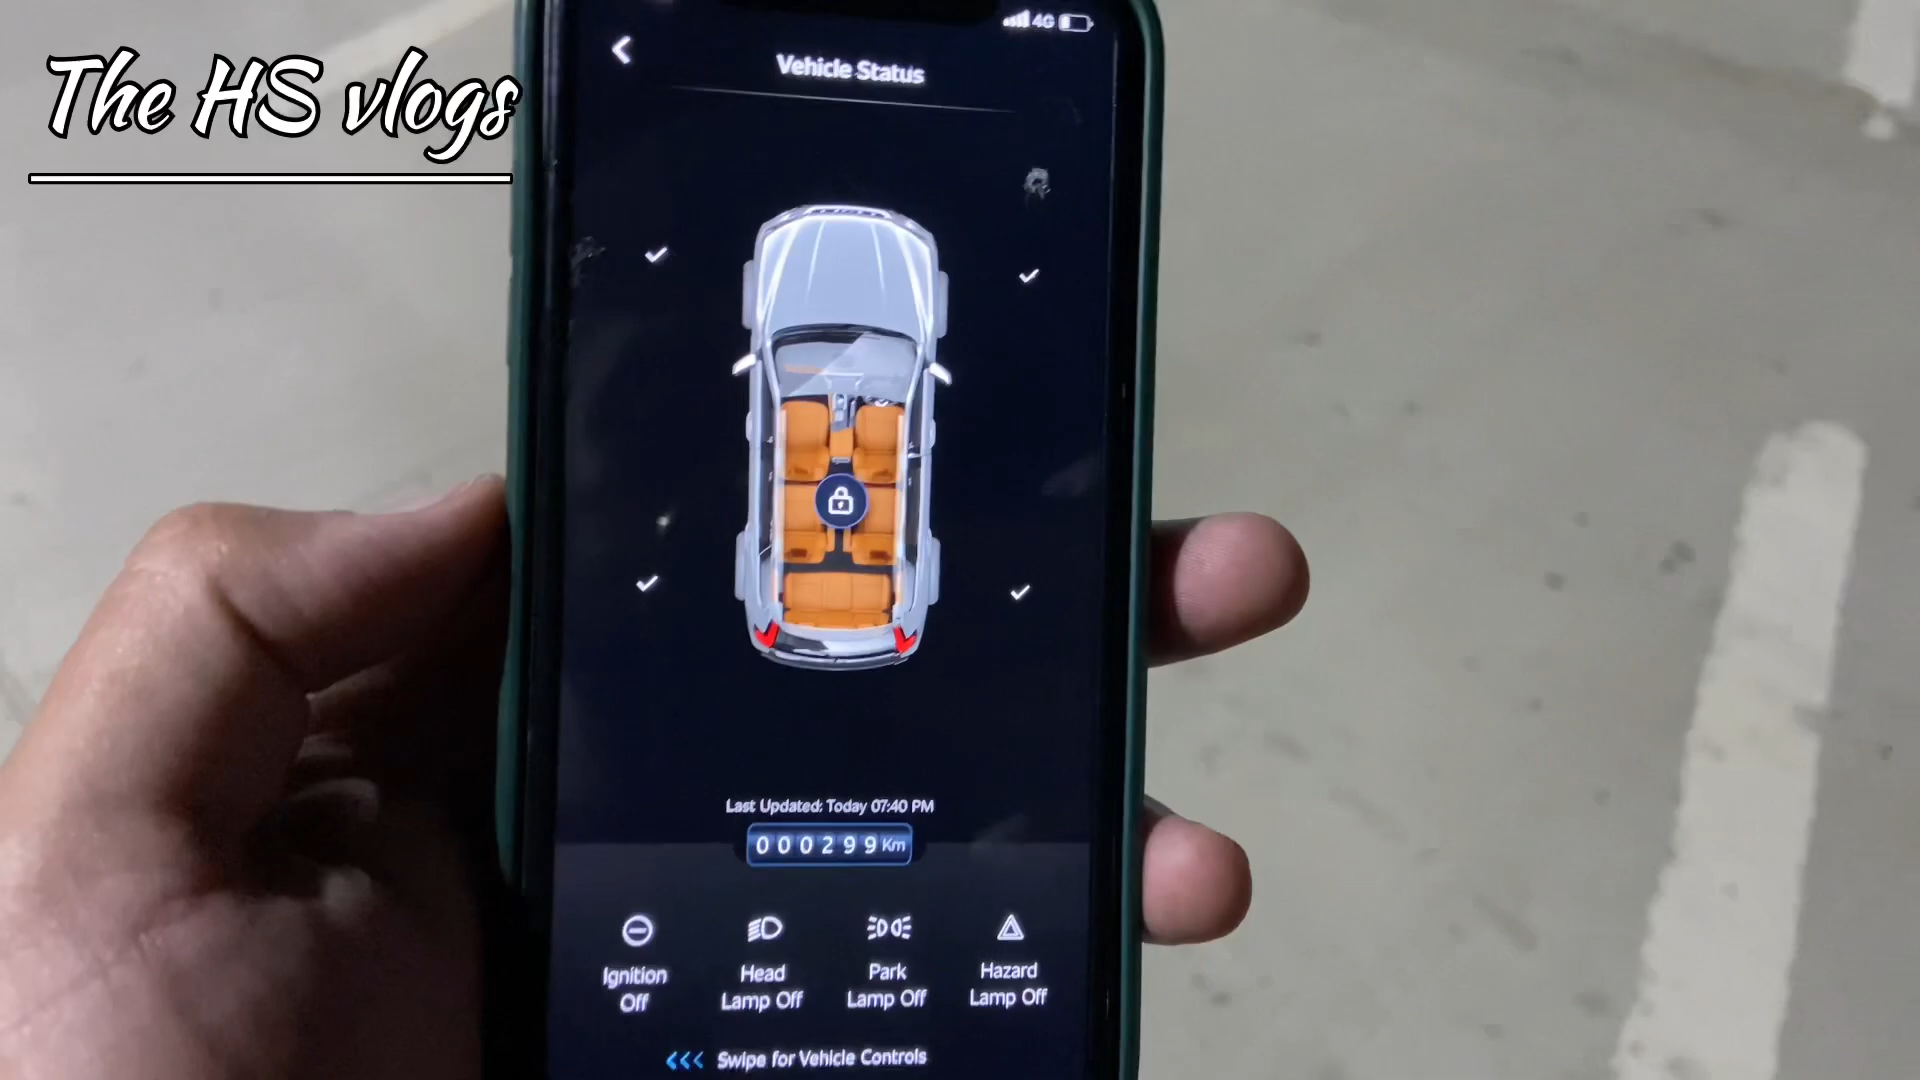 The HS vlogs
4G
Vehicle Status
Last Updated: Today 07:40 PM
000299 Km
Ignition Off
Head Lamp Off
Park Lamp Off
Hazard Lamp Off
<<< Swipe for Vehicle Controls